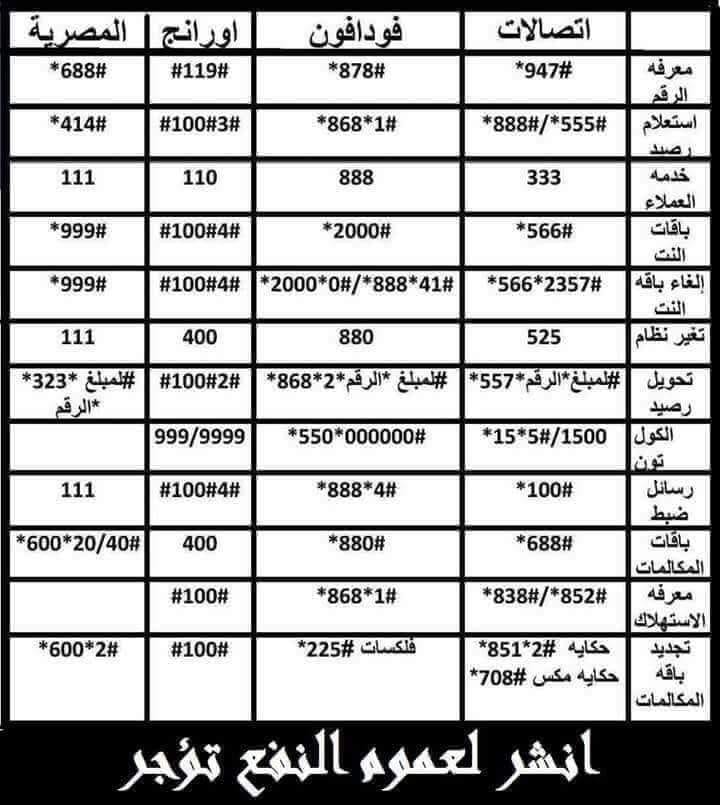 اتصالات فودافون اورانج المصرية
معرفه الرقم *947# *878# #119# *688#
استعلام رصيد *888#/*555# *868*1# #100#3# *414#
خدمه العملاء 333 888 110 111
باقات النت *566# *2000# #100#4# *999#
إلغاء باقه النت *566*2357# *2000*0#/*888*41# #100#4# *999#
تغير نظام 525 880 400 111
تحويل رصيد #لمبلغ*الرقم*557* #لمبلغ *الرقم*2*868* #100#2# #لمبلغ *323* *الرقم
الكول تون *15*5#/1500 *550*000000# 999/9999
رسائل ضبط *100# *888*4# #100#4# 111
باقات المكالمات *688# *880# 400 *600*20/40#
معرفه الاستهلاك *838#/*852# *868*1# #100#
تجديد باقه المكالمات حكايه #2*851* حكايه مكس #708* فلكسات #225* #100# *600*2#
انشر لعموم النفع تؤجر